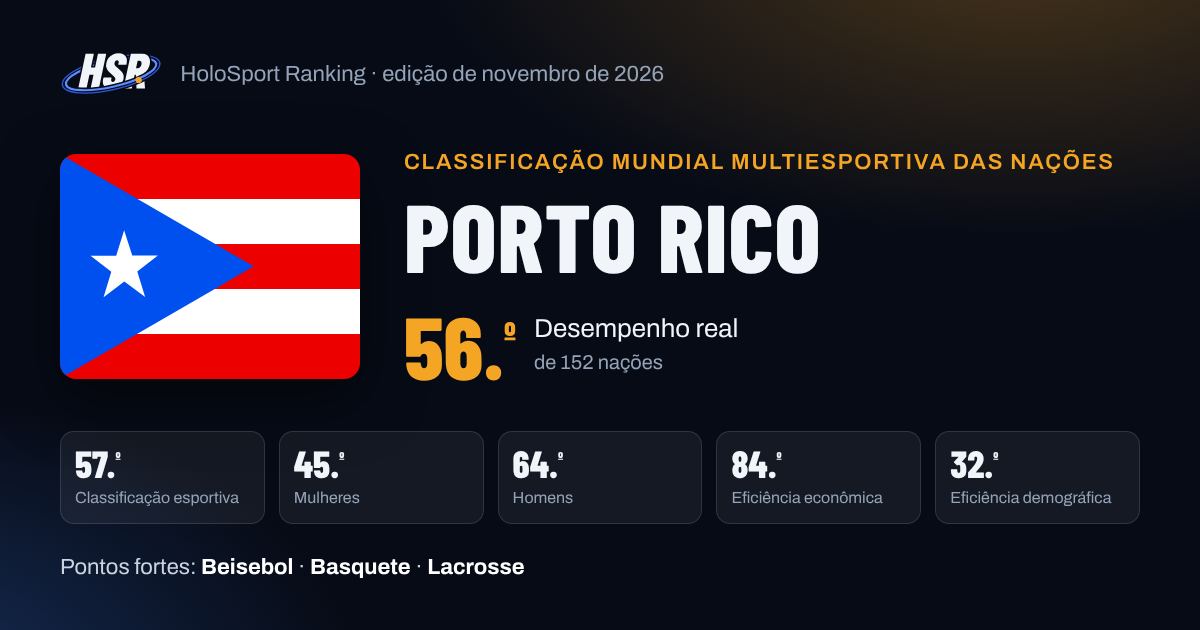 HSR
HoloSport Ranking · edição de novembro de 2026
CLASSIFICAÇÃO MUNDIAL MULTIESPORTIVA DAS NAÇÕES
PORTO RICO
56.º
Desempenho real
de 152 nações
57.º
Classificação esportiva
45.º
Mulheres
64.º
Homens
84.º
Eficiência econômica
32.º
Eficiência demográfica
Pontos fortes: Beisebol · Basquete · Lacrosse